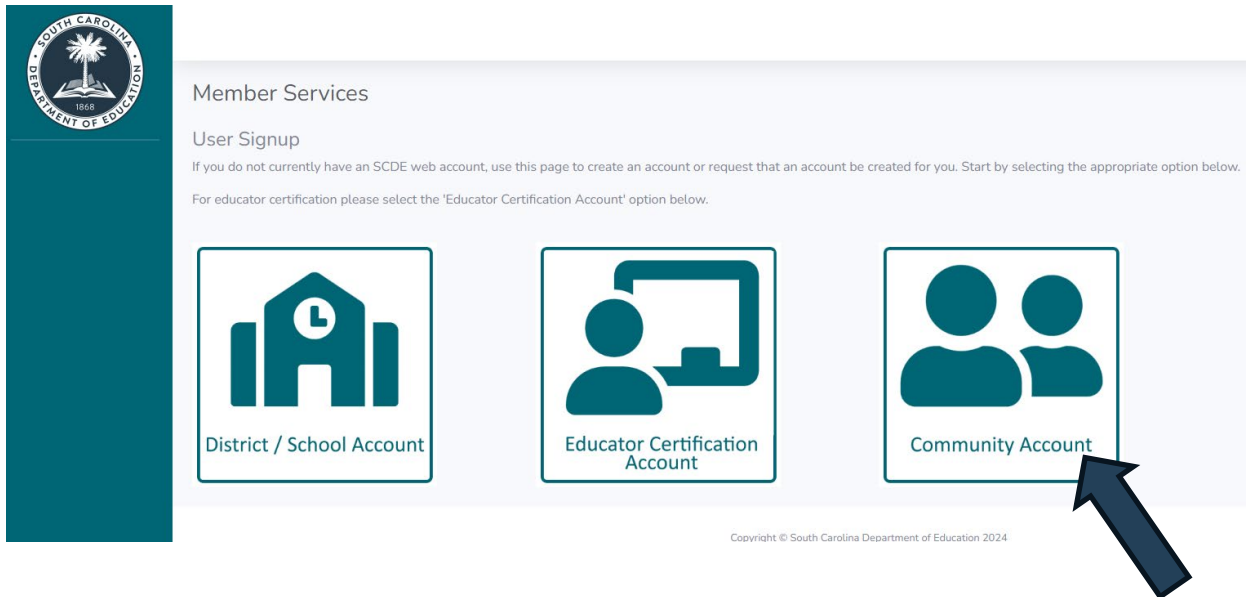 SOUTH CAROLINA
DEPARTMENT OF EDUCATION
1868
Member Services
User Signup
If you do not currently have an SCDE web account, use this page to create an account or request that an account be created for you. Start by selecting the appropriate option below.
For educator certification please select the 'Educator Certification Account' option below.
District / School Account
Educator Certification
Account
Community Account
Copyright © South Carolina Department of Education 2024